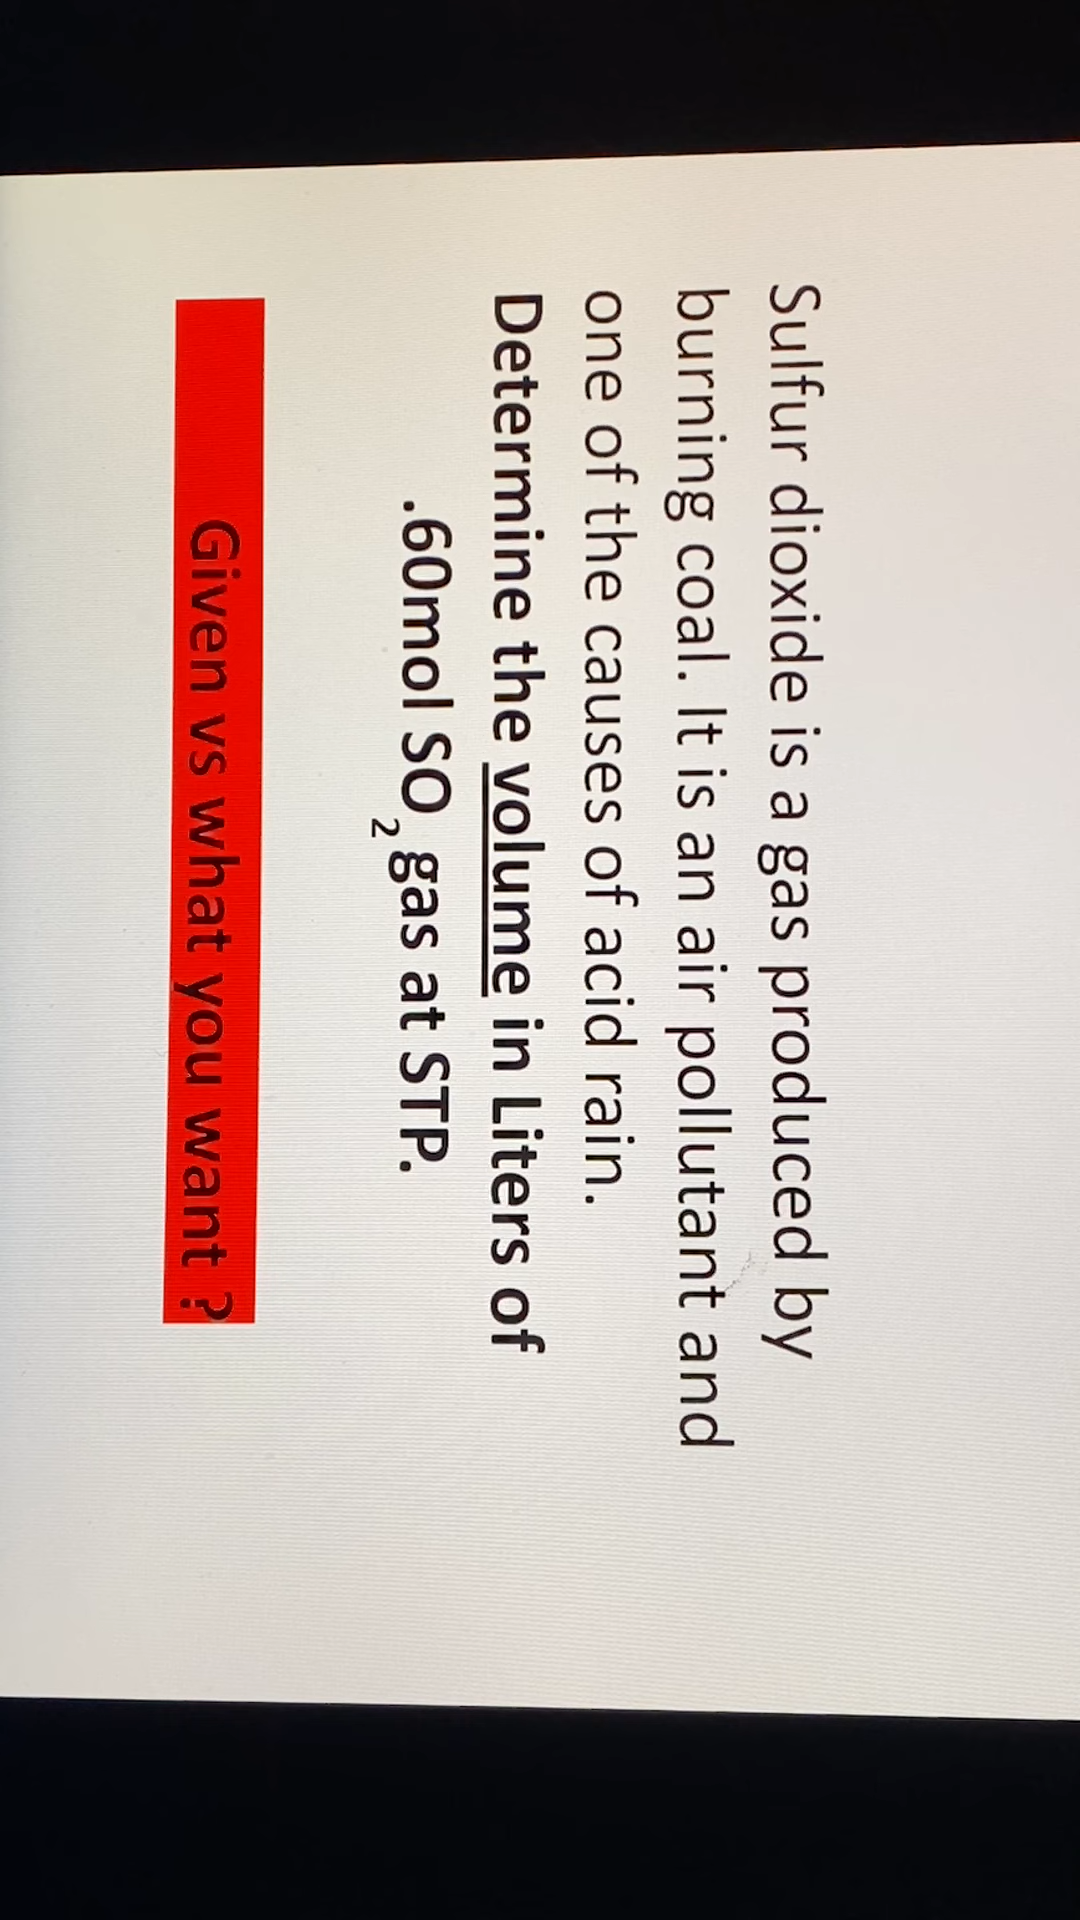 Sulfur dioxide is a gas produced by
burning coal. It is an air pollutant and
one of the causes of acid rain.
Determine the volume in Liters of
.60mol SO₂ gas at STP.
Given vs what you want ?